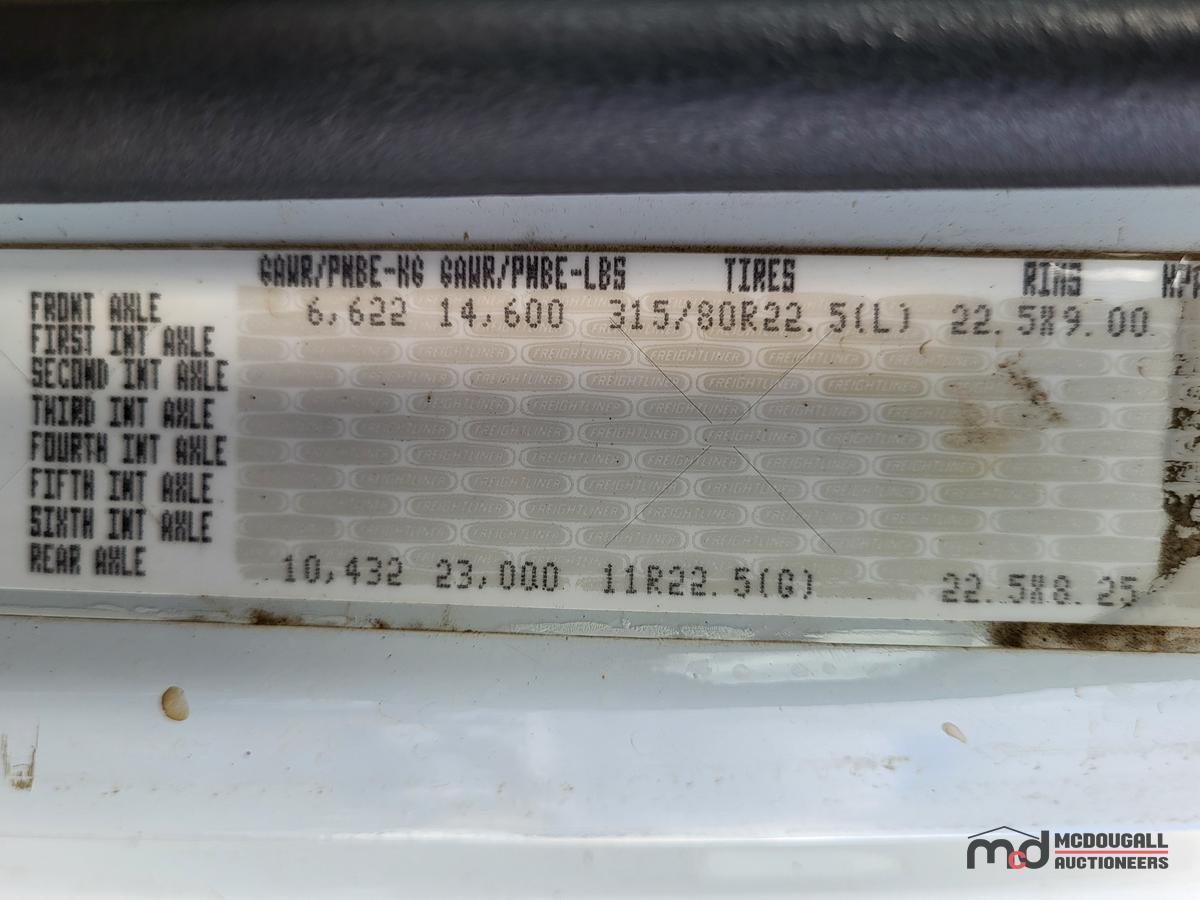 GAWR/PNBE-KG GAWR/PNBE-LBS TIRES RIMS
FRONT AXLE 6,622 14,600 315/80R22.5(L) 22.5X9.00
FIRST INT AXLE
SECOND INT AXLE
THIRD INT AXLE
FOURTH INT AXLE
FIFTH INT AXLE
SIXTH INT AXLE
REAR AXLE 10,432 23,000 11R22.5(G) 22.5X8.25
FREIGHTLINER
MCDOUGALL
mcd AUCTIONEERS